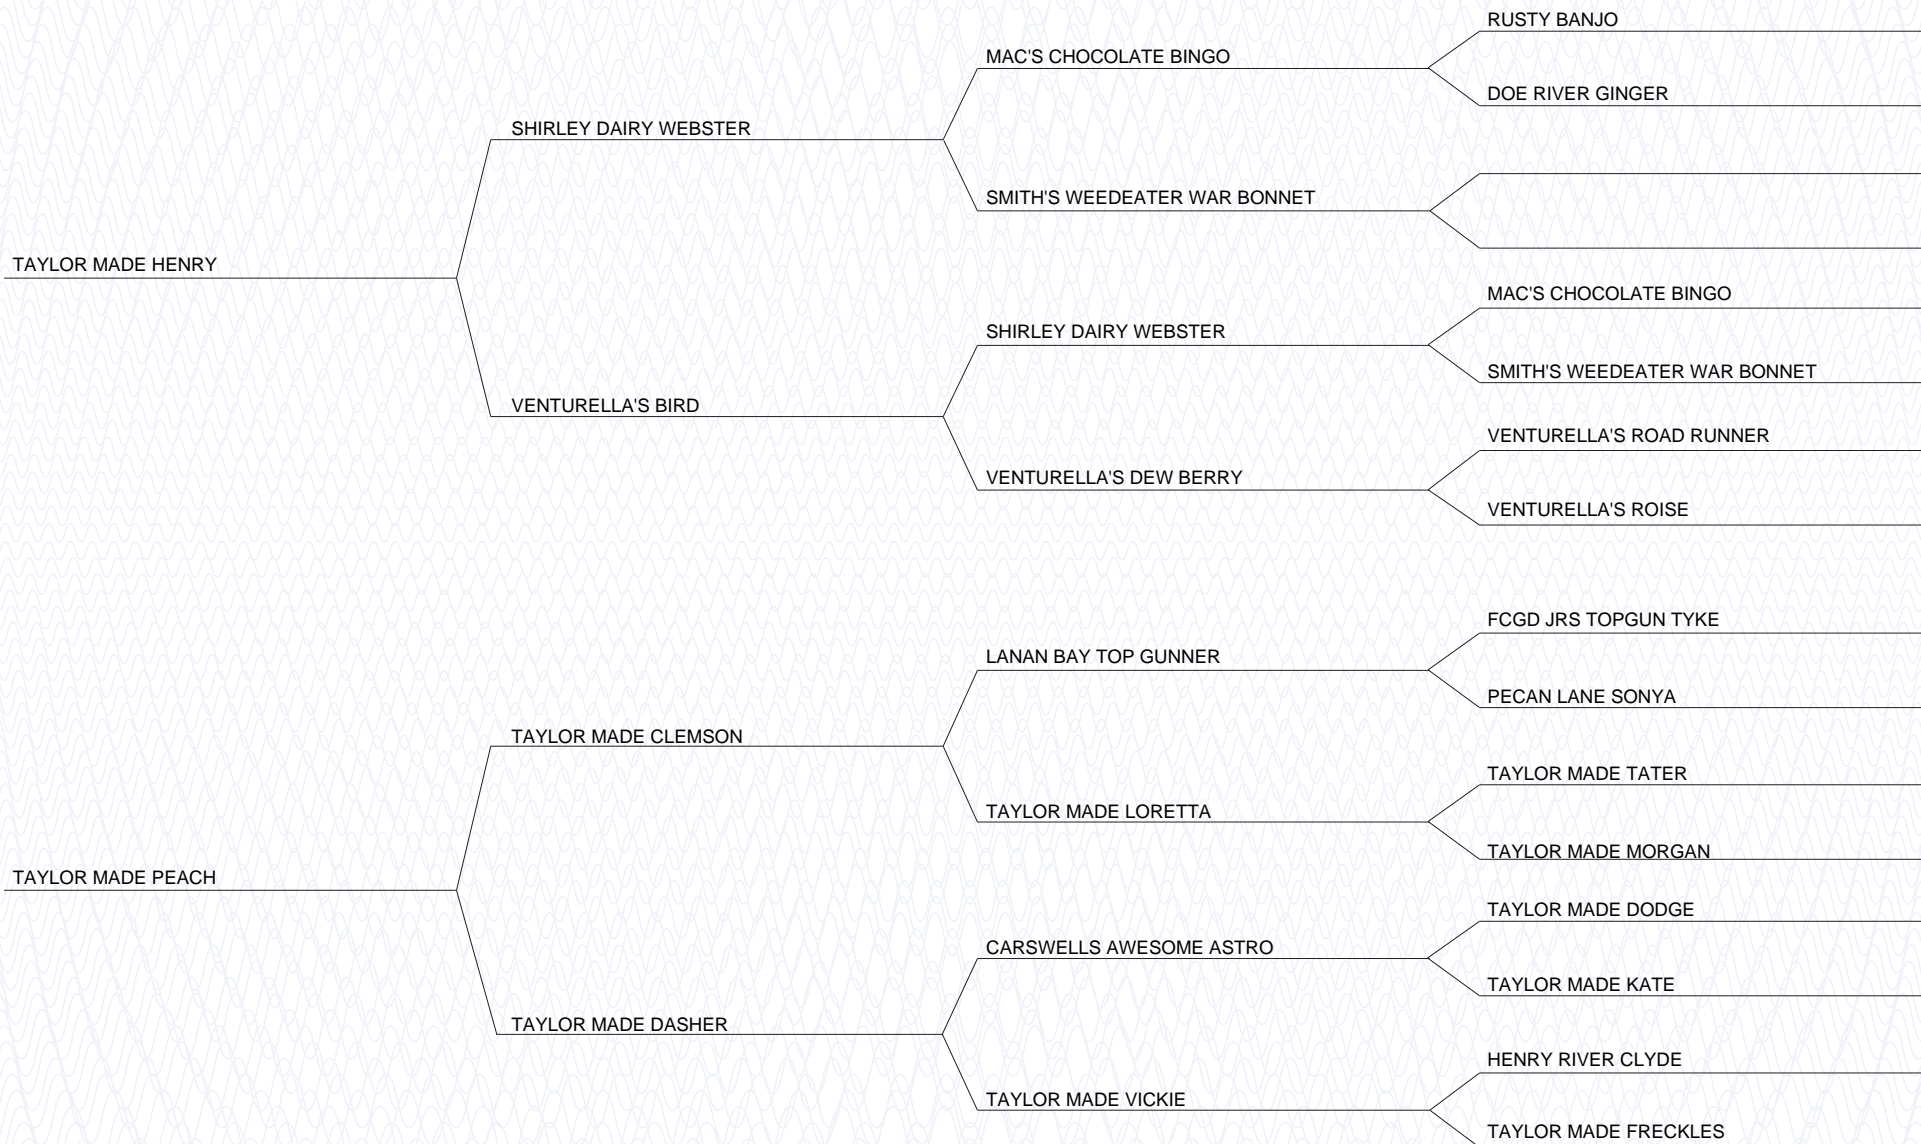 RUSTY BANJO
MAC'S CHOCOLATE BINGO
DOE RIVER GINGER
SHIRLEY DAIRY WEBSTER
SMITH'S WEEDEATER WAR BONNET
TAYLOR MADE HENRY
MAC'S CHOCOLATE BINGO
SHIRLEY DAIRY WEBSTER
SMITH'S WEEDEATER WAR BONNET
VENTURELLA'S BIRD
VENTURELLA'S ROAD RUNNER
VENTURELLA'S DEW BERRY
VENTURELLA'S ROISE
FCGD JRS TOPGUN TYKE
LANAN BAY TOP GUNNER
PECAN LANE SONYA
TAYLOR MADE CLEMSON
TAYLOR MADE TATER
TAYLOR MADE LORETTA
TAYLOR MADE MORGAN
TAYLOR MADE PEACH
TAYLOR MADE DODGE
CARSWELLS AWESOME ASTRO
TAYLOR MADE KATE
TAYLOR MADE DASHER
HENRY RIVER CLYDE
TAYLOR MADE VICKIE
TAYLOR MADE FRECKLES